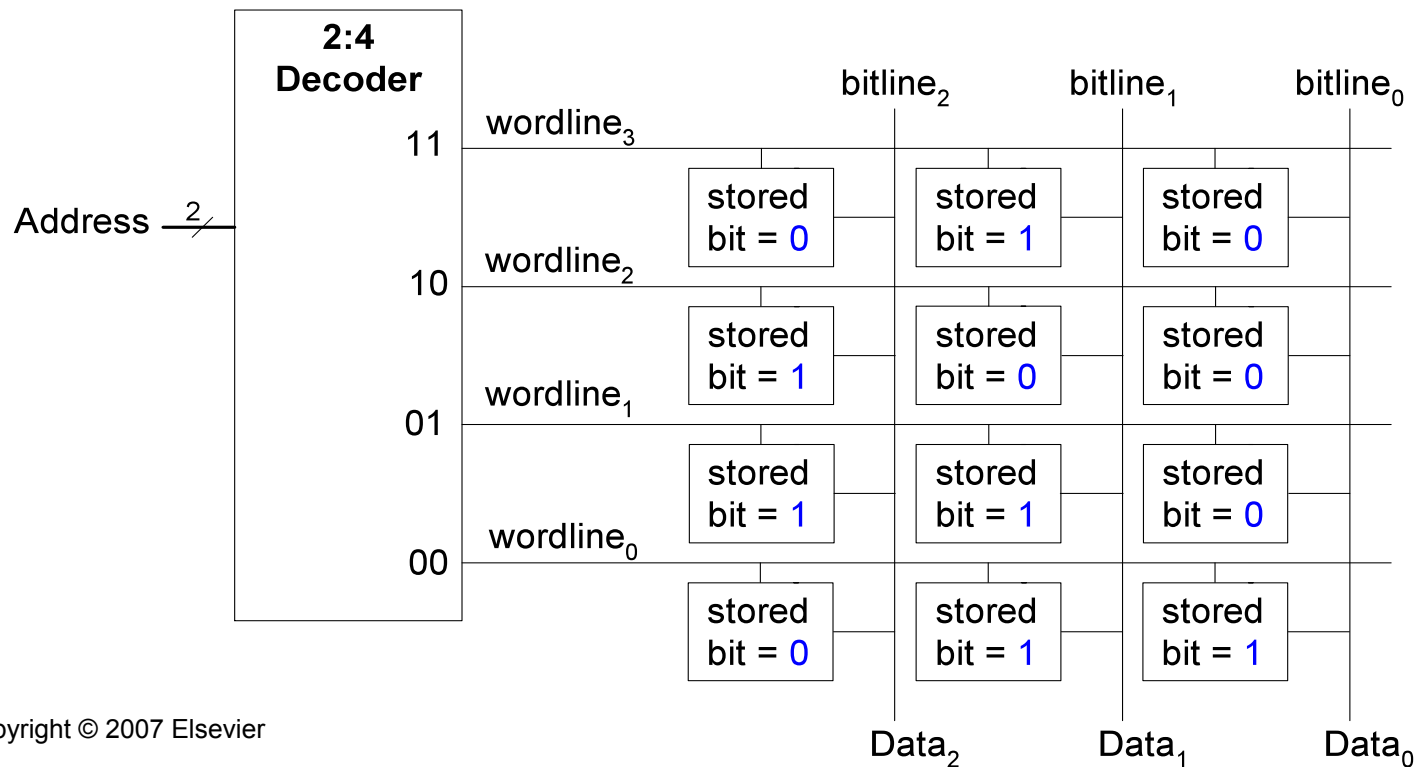 2:4
Decoder
bitline2 bitline1 bitline0
wordline3
11
Address 2
stored stored stored
bit = 0 bit = 1 bit = 0
wordline2
10
stored stored stored
bit = 1 bit = 0 bit = 0
wordline1
01
stored stored stored
bit = 1 bit = 1 bit = 0
wordline0
00
stored stored stored
bit = 0 bit = 1 bit = 1
opyright © 2007 Elsevier
Data2 Data1 Data0